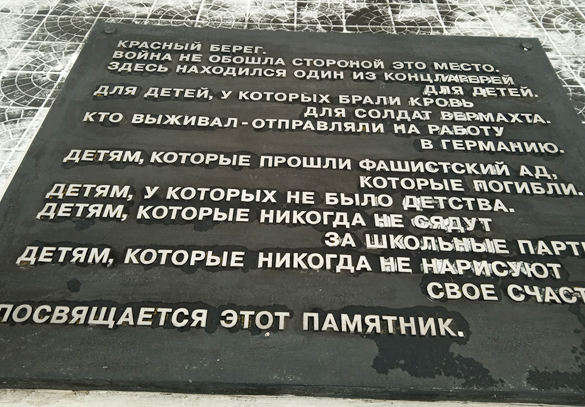 КРАСНЫЙ БЕРЕГ.
ВОЙНА НЕ ОБОШЛА СТОРОНОЙ ЭТО МЕСТО.
ЗДЕСЬ НАХОДИЛСЯ ОДИН ИЗ КОНЦЛАГЕРЕЙ
ДЛЯ ДЕТЕЙ.
ДЛЯ ДЕТЕЙ, У КОТОРЫХ БРАЛИ КРОВЬ
ДЛЯ СОЛДАТ ВЕРМАХТА.
КТО ВЫЖИВАЛ-ОТПРАВЛЯЛИ НА РАБОТУ
В ГЕРМАНИЮ.
ДЕТЯМ, КОТОРЫЕ ПРОШЛИ ФАШИСТСКИЙ АД,
КОТОРЫЕ ПОГИБЛИ.
ДЕТЯМ, У КОТОРЫХ НЕ БЫЛО ДЕТСТВА.
ДЕТЯМ, КОТОРЫЕ НИКОГДА НЕ СЯДУТ
ЗА ШКОЛЬНЫЕ ПАРТ
ДЕТЯМ, КОТОРЫЕ НИКОГДА НЕ НАРИСУЮТ
СВОЕ СЧАСТ
ПОСВЯЩАЕТСЯ ЭТОТ ПАМЯТНИК.